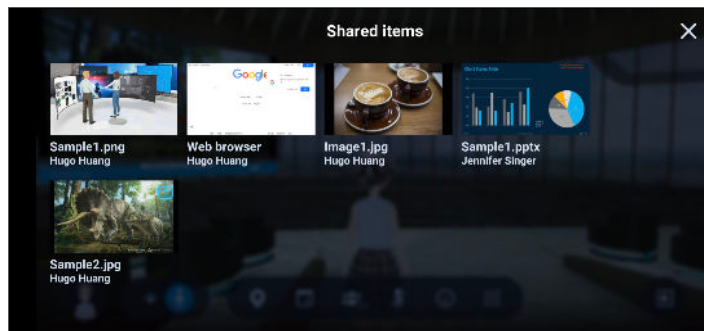 Shared items
Sample1.png
Hugo Huang
Web browser
Hugo Huang
Image1.jpg
Hugo Huang
Sample1.pptx
Jennifer Singer
Sample2.jpg
Hugo Huang
Google